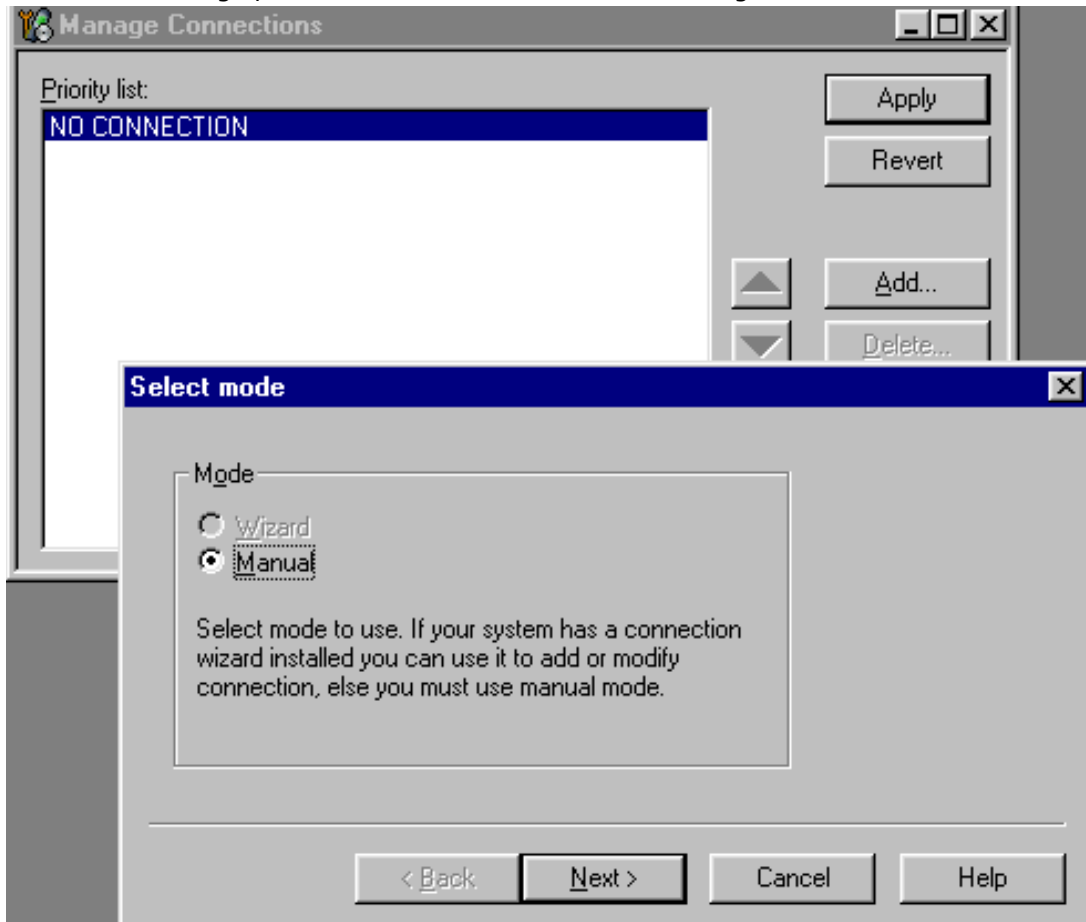 Manage Connections
Priority list:
NO CONNECTION
Apply
Revert
Add...
Delete...
Select mode
Mode
Wizard
Manual
Select mode to use. If your system has a connection
wizard installed you can use it to add or modify
connection, else you must use manual mode.
< Back
Next >
Cancel
Help